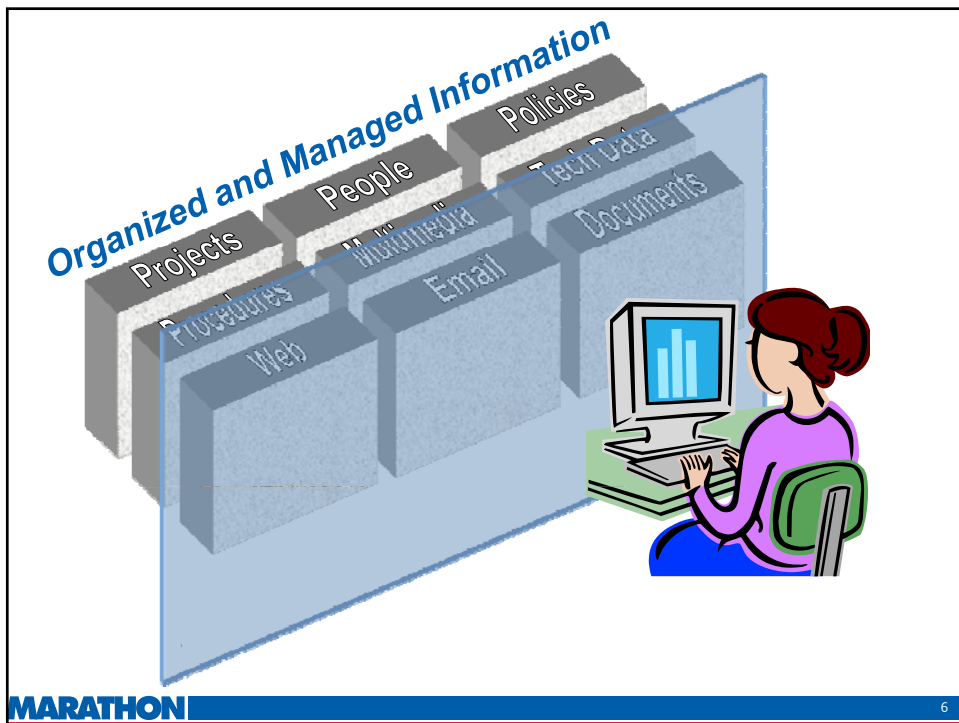 Organized and Managed Information
Policies
People
Projects
Tech Data
Multimedia
Procedures
Documents
Email
Web
MARATHON
6